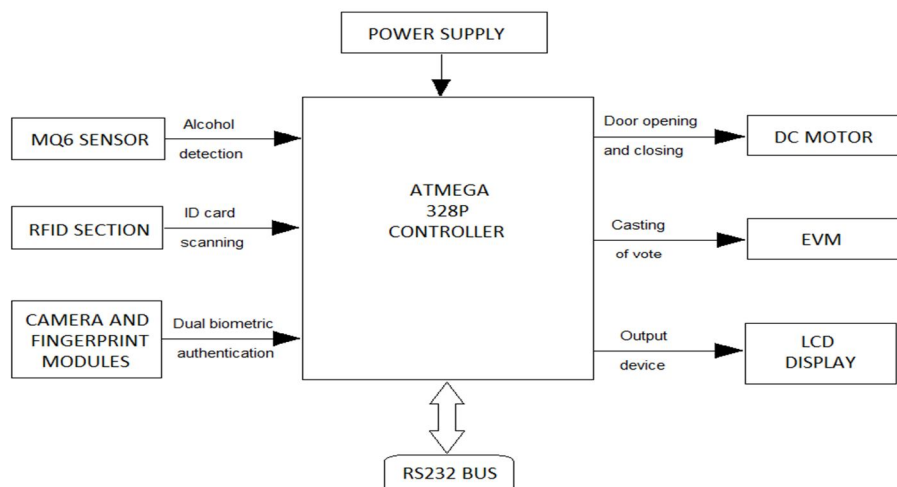 POWER SUPPLY
MQ6 SENSOR
Alcohol
detection
RFID SECTION
ID card
scanning
CAMERA AND
FINGERPRINT
MODULES
Dual biometric
authentication
ATMEGA
328P
CONTROLLER
Door opening
and closing
DC MOTOR
Casting
of vote
EVM
Output
device
LCD
DISPLAY
RS232 BUS